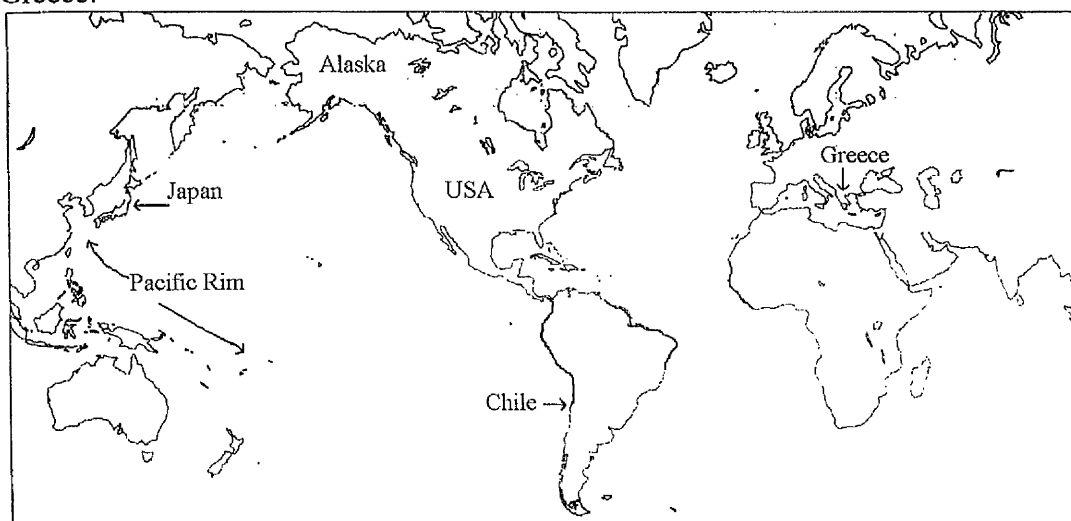 Greece.
Alaska
Greece
USA
Japan
Pacific Rim
Chile